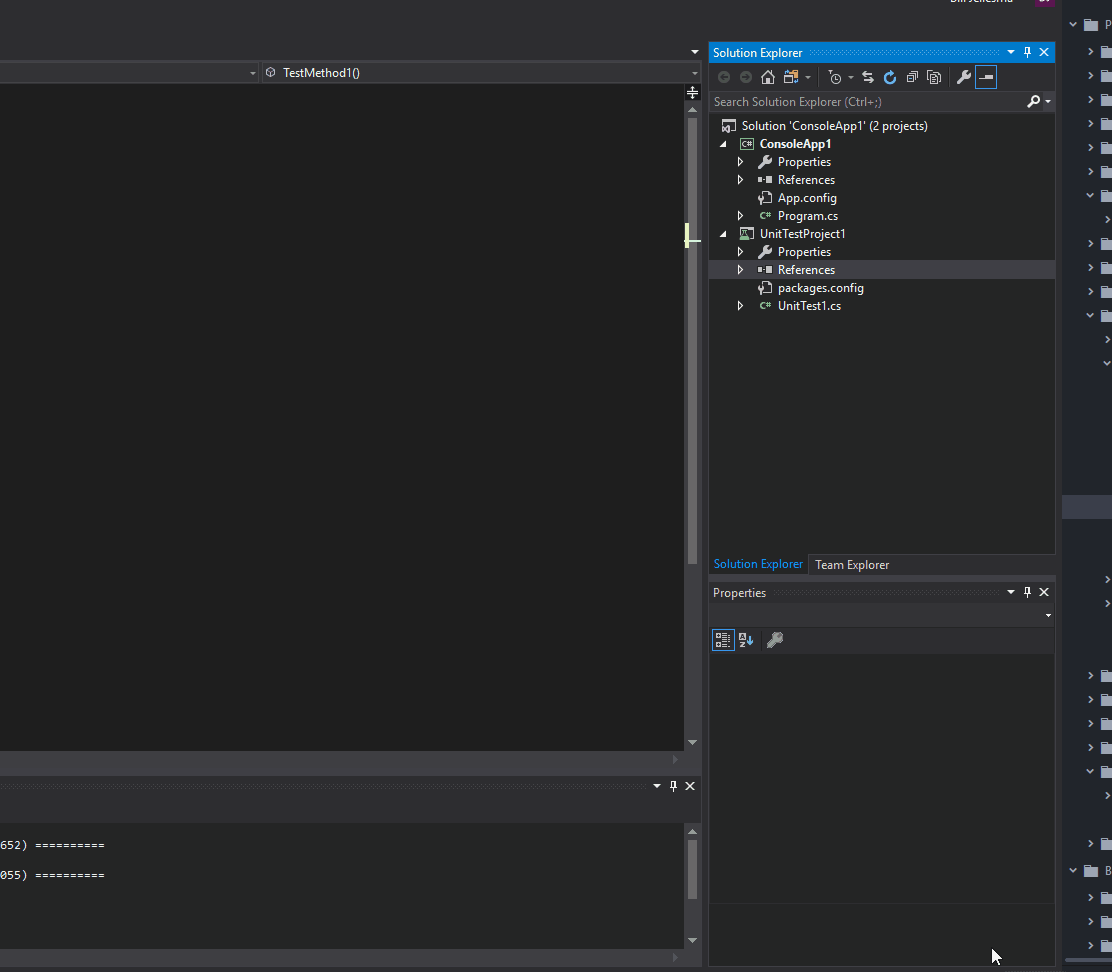 TestMethod1()
Solution Explorer
Search Solution Explorer (Ctrl+;)
Solution 'ConsoleApp1' (2 projects)
C# ConsoleApp1
Properties
References
App.config
C# Program.cs
UnitTestProject1
Properties
References
packages.config
C# UnitTest1.cs
Solution Explorer
Team Explorer
Properties
652) ==========
055) ==========
P
B